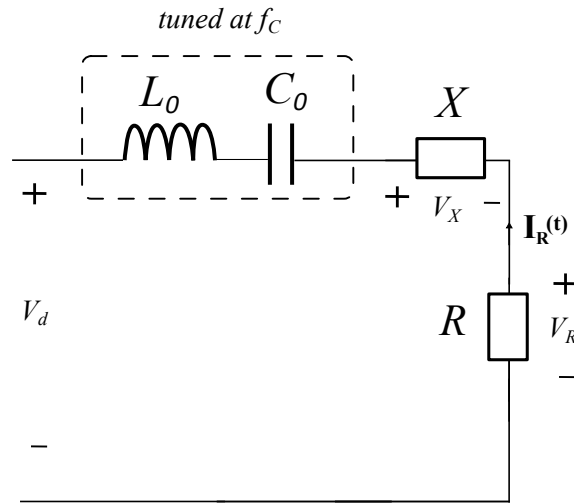 tuned at f_C
L_0
C_0
X
+
+
V_X
−
I_R(t)
+
V_d
R
V_R
−
−